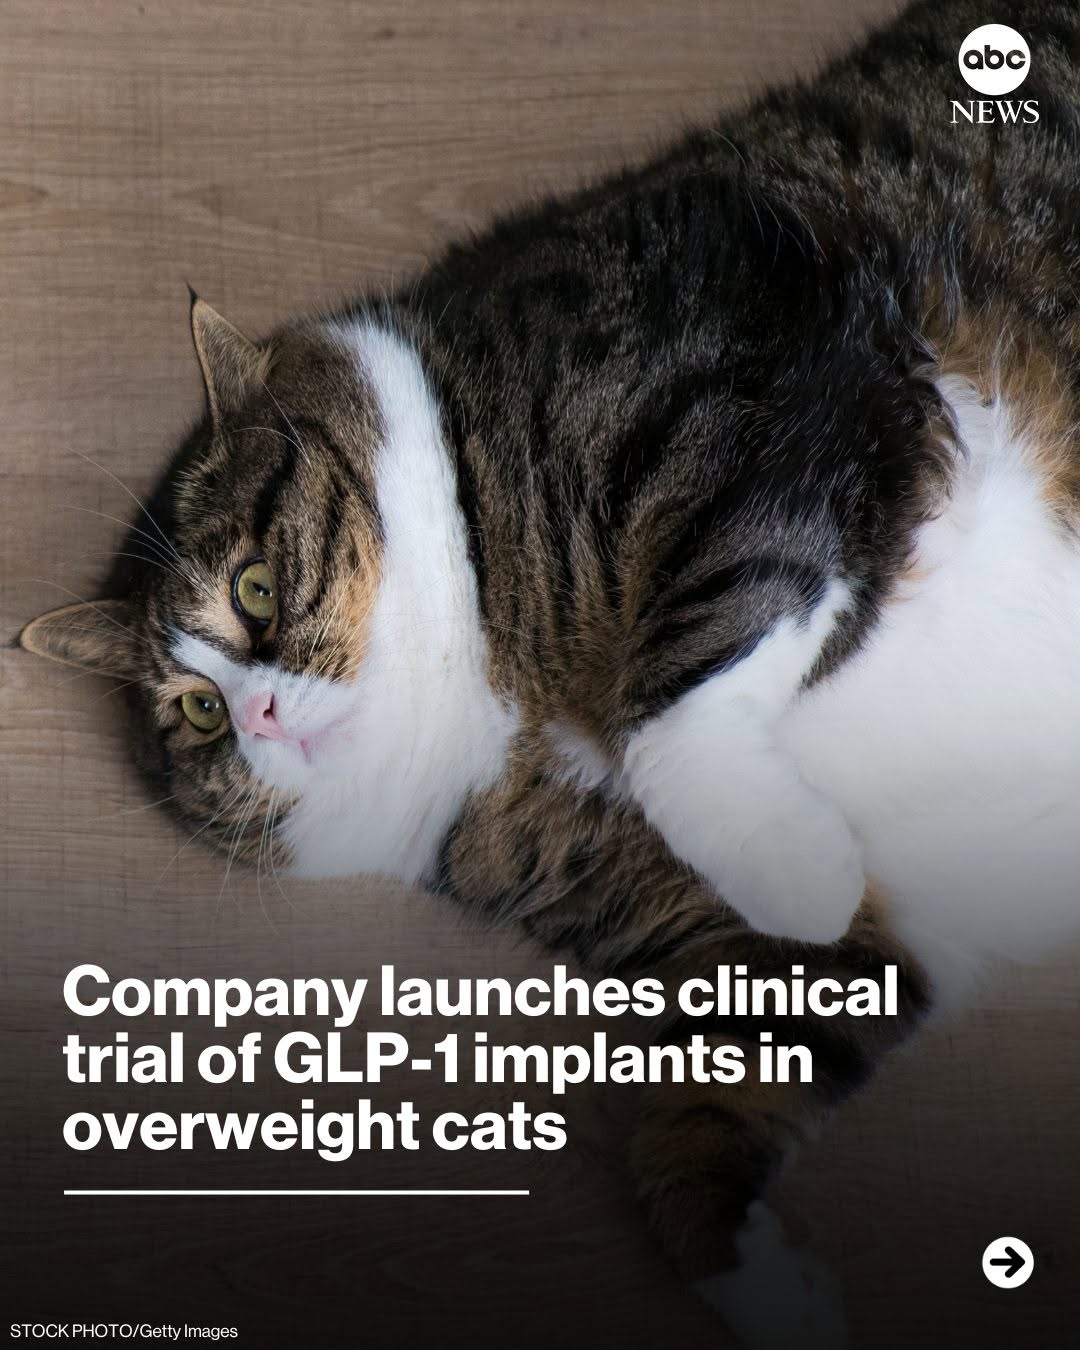 abc
NEWS
Company launches clinical
trial of GLP-1 implants in
overweight cats
STOCK PHOTO/Getty Images